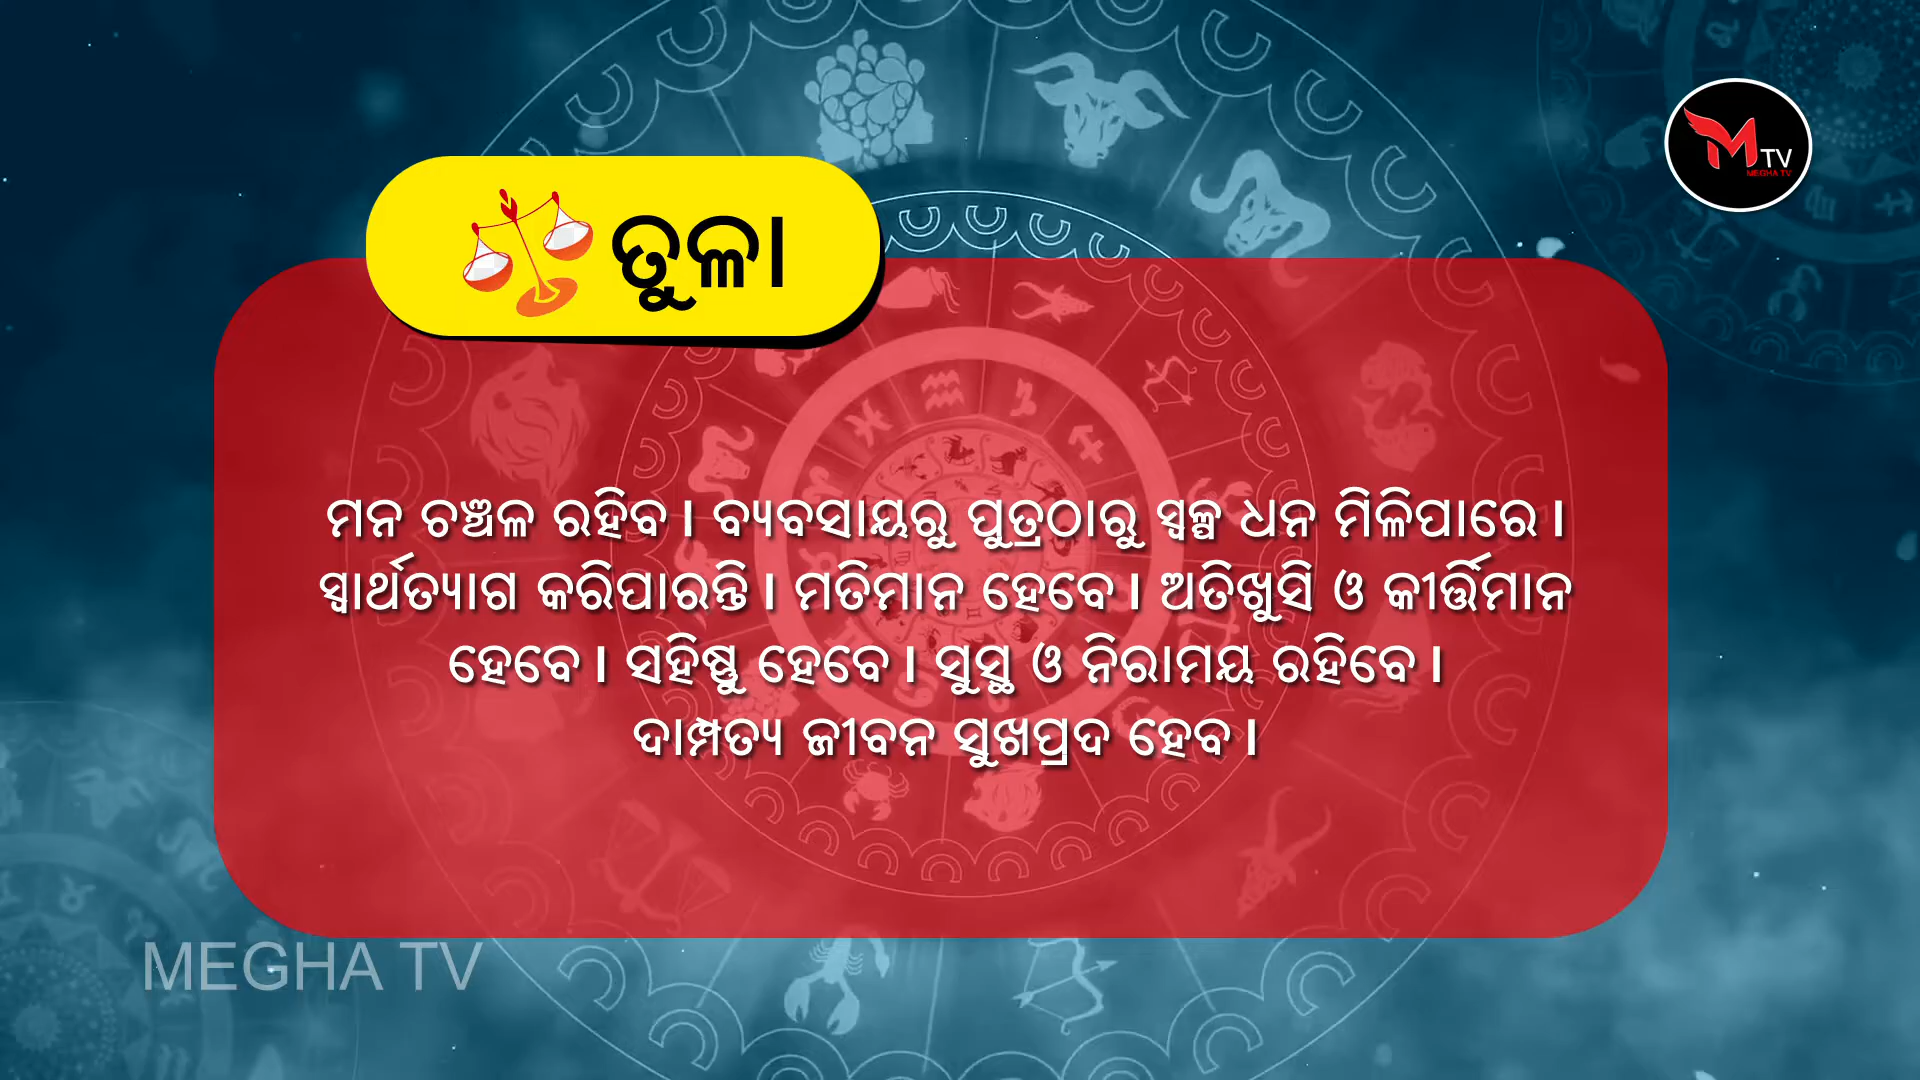 TV
MEGHA TV
ତୁଳା
ମନ ଚଞ୍ଚଳ ରହିବ । ବ୍ୟବସାୟରୁ ପୁତ୍ରଠାରୁ ସ୍ୱଳ୍ପ ଧନ ମିଳିପାରେ ।
ସ୍ୱାର୍ଥତ୍ୟାଗ କରିପାରନ୍ତି । ମତିମାନ ହେବେ । ଅତିଖୁସି ଓ କୀର୍ତ୍ତିମାନ
ହେବେ । ସହିଷ୍ଣୁ ହେବେ । ସୁସ୍ଥ ଓ ନିରାମୟ ରହିବେ ।
ଦାମ୍ପତ୍ୟ ଜୀବନ ସୁଖପ୍ରଦ ହେବ ।
MEGHA TV